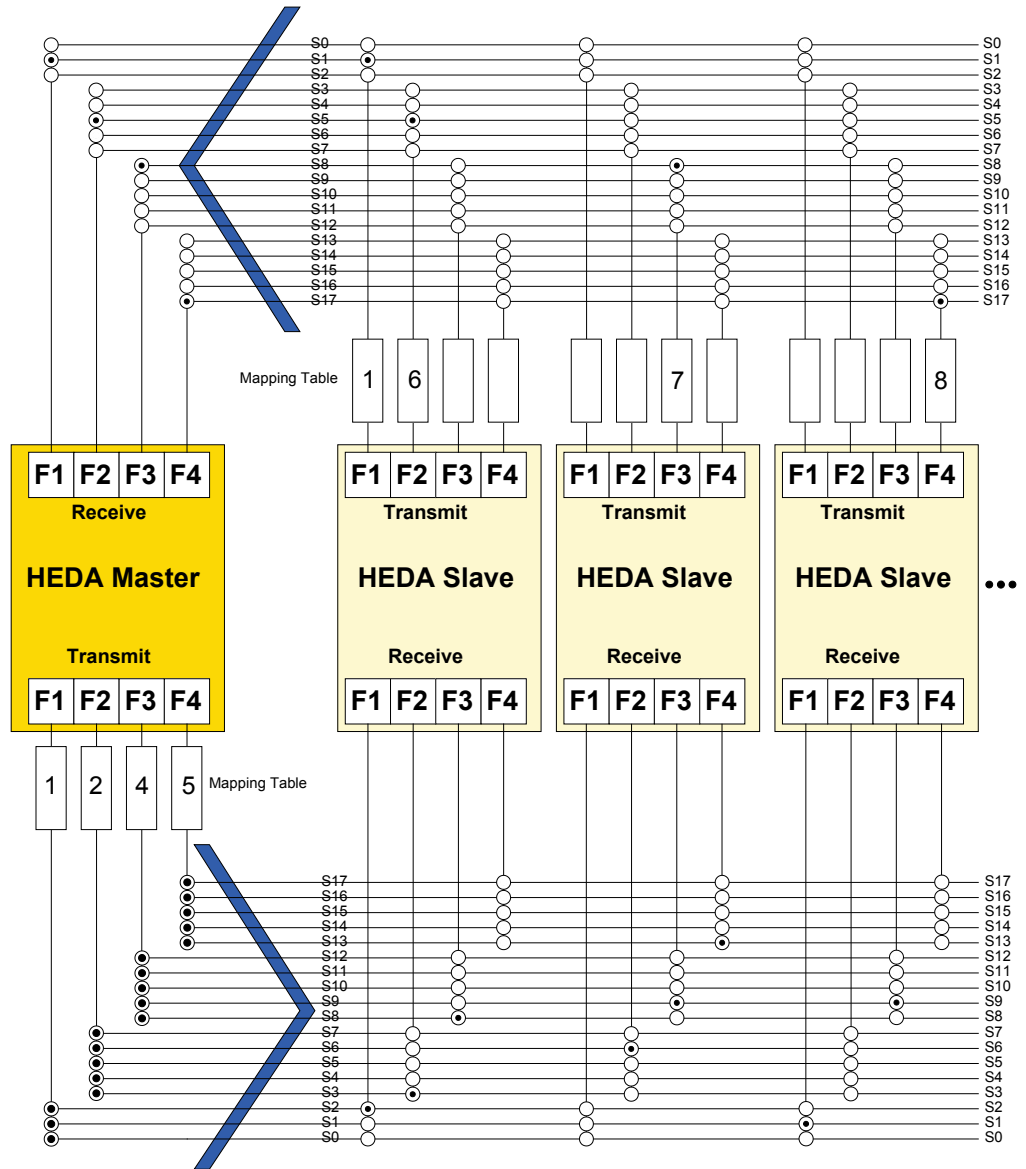 S0 S0
S1 S1
S2 S2
S3 S3
S4 S4
S5 S5
S6 S6
S7 S7
S8 S8
S9 S9
S10 S10
S11 S11
S12 S12
S13 S13
S14 S14
S15 S15
S16 S16
S17 S17
Mapping Table 1 6 7 8
F1 F2 F3 F4 F1 F2 F3 F4 F1 F2 F3 F4 F1 F2 F3 F4
Receive Transmit Transmit Transmit
HEDA Master HEDA Slave HEDA Slave HEDA Slave ...
Transmit Receive Receive Receive
F1 F2 F3 F4 F1 F2 F3 F4 F1 F2 F3 F4 F1 F2 F3 F4
1 2 4 5 Mapping Table
S17 S17
S16 S16
S15 S15
S14 S14
S13 S13
S12 S12
S11 S11
S10 S10
S9 S9
S8 S8
S7 S7
S6 S6
S5 S5
S4 S4
S3 S3
S2 S2
S1 S1
S0 S0